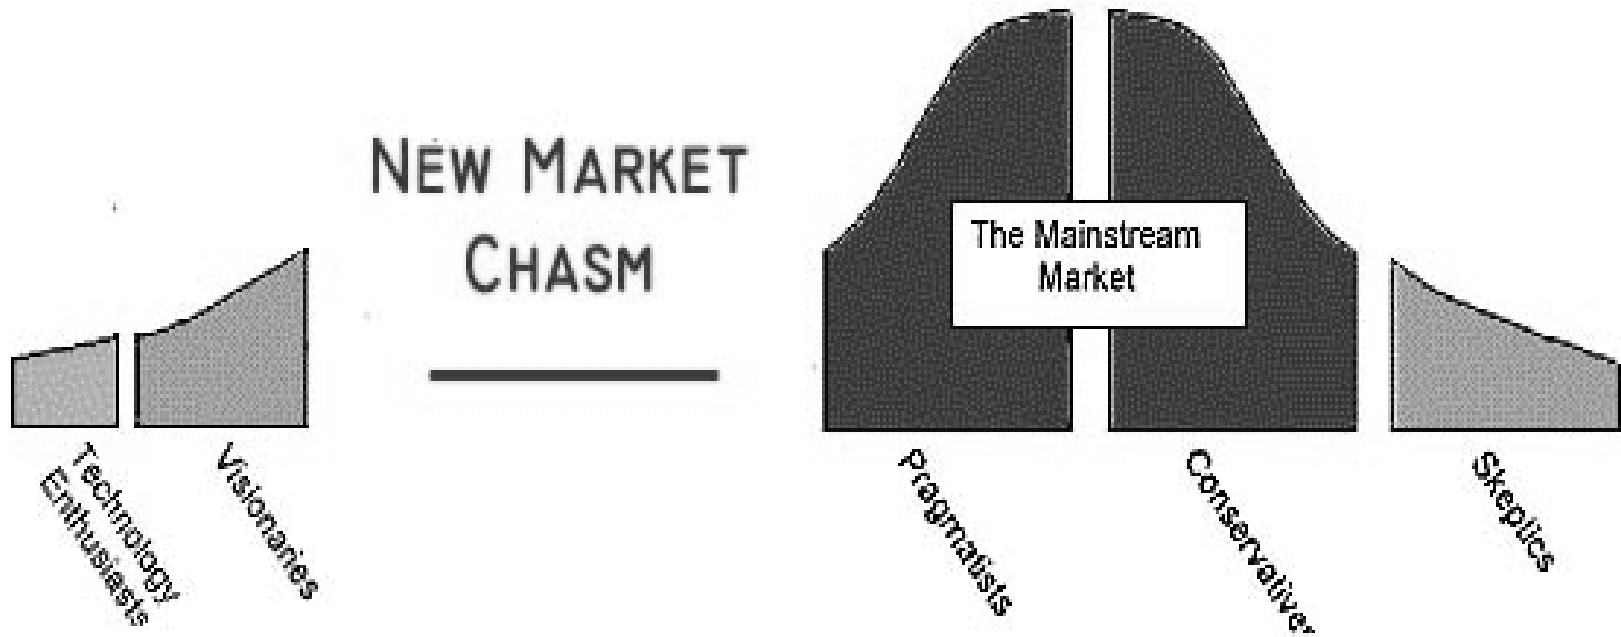 NEW MARKET
CHASM
The Mainstream
Market
Technology
Enthusiasts
Visionaries
Pragmatists
Conservatives
Skeptics